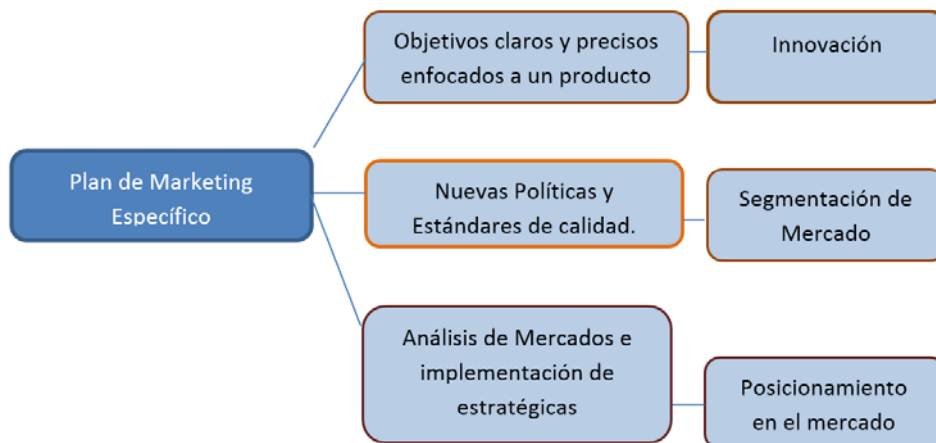 Objetivos claros y precisos
enfocados a un producto
Innovación
Plan de Marketing
Específico
Nuevas Políticas y
Estándares de calidad.
Segmentación de
Mercado
Análisis de Mercados e
implementación de
estratégicas
Posicionamiento
en el mercado